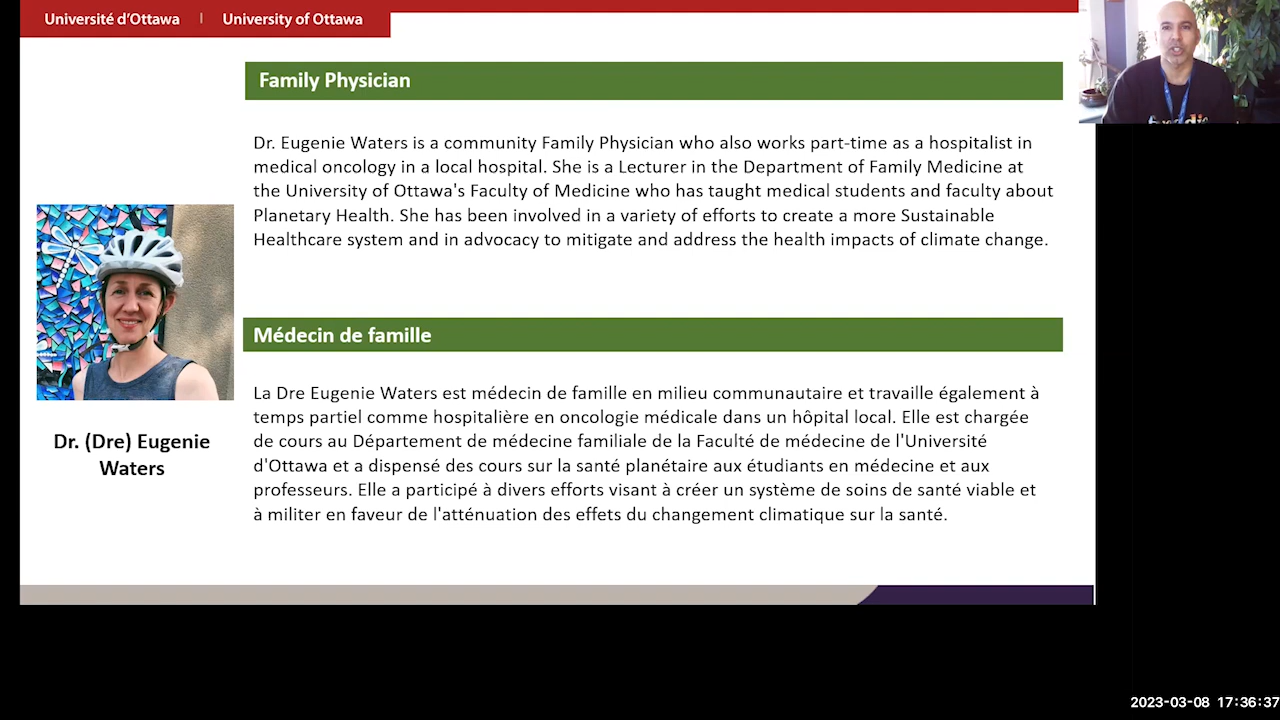 Université d'Ottawa | University of Ottawa
Family Physician
Dr. Eugenie Waters is a community Family Physician who also works part-time as a hospitalist in
medical oncology in a local hospital. She is a Lecturer in the Department of Family Medicine at
the University of Ottawa's Faculty of Medicine who has taught medical students and faculty about
Planetary Health. She has been involved in a variety of efforts to create a more Sustainable
Healthcare system and in advocacy to mitigate and address the health impacts of climate change.
Médecin de famille
La Dre Eugenie Waters est médecin de famille en milieu communautaire et travaille également à
temps partiel comme hospitalière en oncologie médicale dans un hôpital local. Elle est chargée
de cours au Département de médecine familiale de la Faculté de médecine de l'Université
d'Ottawa et a dispensé des cours sur la santé planétaire aux étudiants en médecine et aux
professeurs. Elle a participé à divers efforts visant à créer un système de soins de santé viable et
à militer en faveur de l'atténuation des effets du changement climatique sur la santé.
Dr. (Dre) Eugenie
Waters
2023-03-08 17:36:37